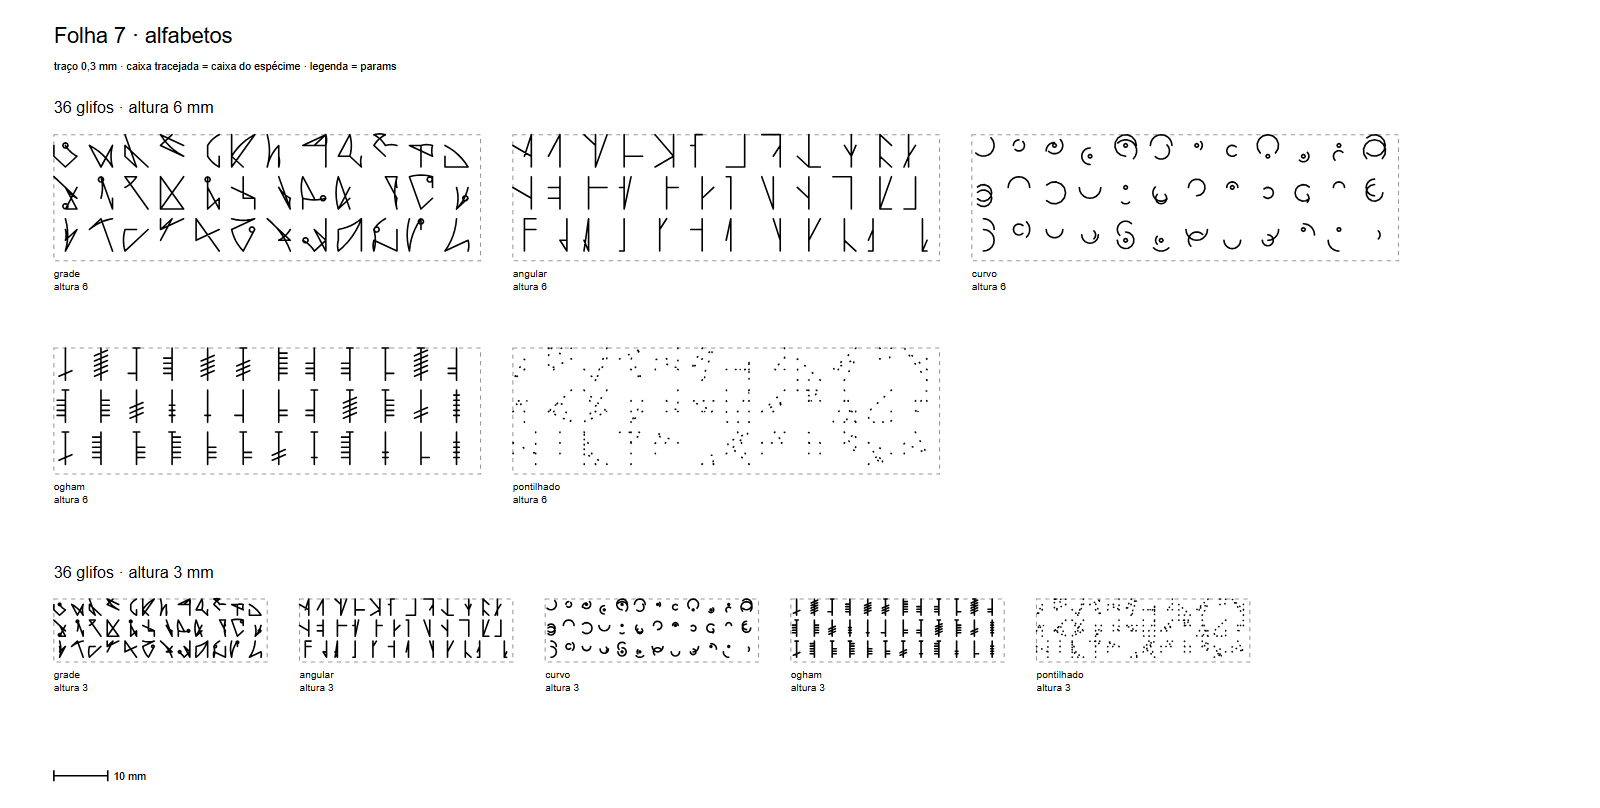 Folha 7 · alfabetos
traço 0,3 mm · caixa tracejada = caixa do espécime · legenda = params
36 glifos · altura 6 mm
grade
altura 6
angular
altura 6
curvo
altura 6
ogham
altura 6
pontilhado
altura 6
36 glifos · altura 3 mm
grade
altura 3
angular
altura 3
curvo
altura 3
ogham
altura 3
pontilhado
altura 3
10 mm